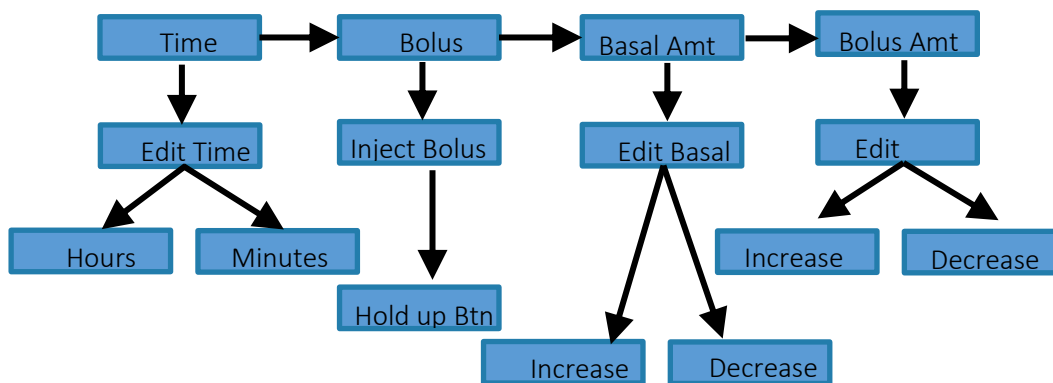 Time
Bolus
Basal Amt
Bolus Amt
Edit Time
Inject Bolus
Edit Basal
Edit
Hours
Minutes
Increase
Decrease
Hold up Btn
Increase
Decrease